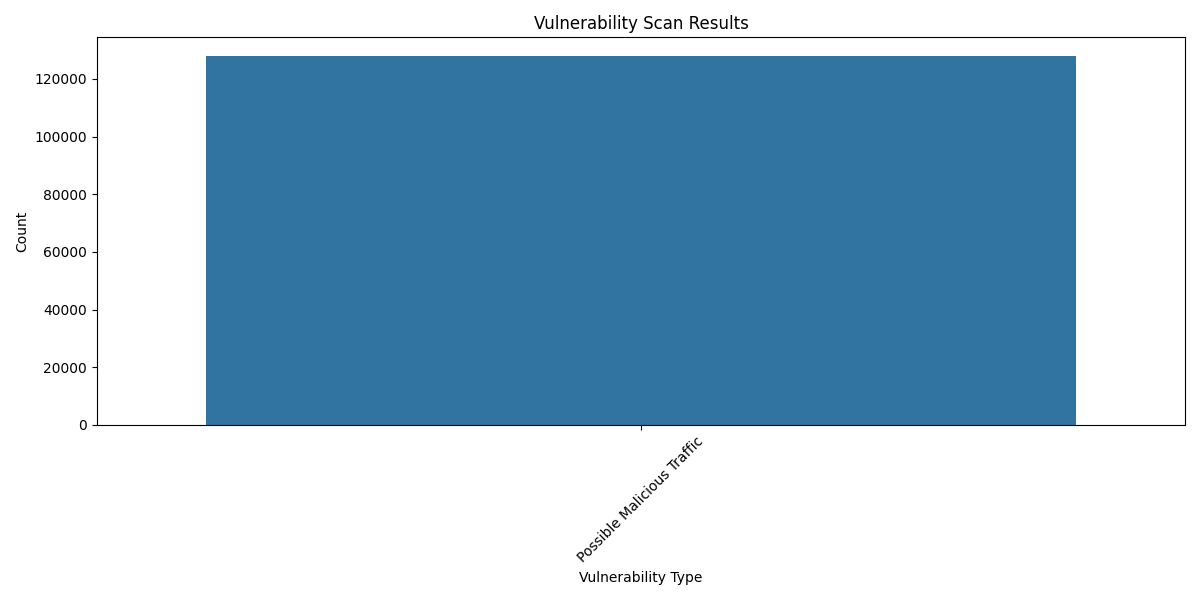 Vulnerability Scan Results
Count
120000
100000
80000
60000
40000
20000
0
Possible Malicious Traffic
Vulnerability Type